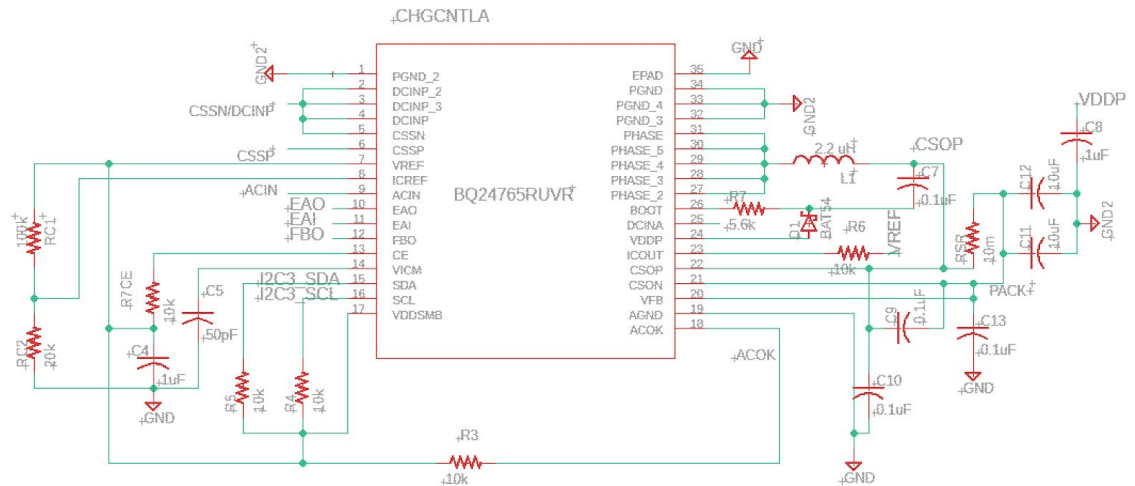 CHGCNTLA
GND2
1 PGND_2
2 DCINP_2
3 DCINP_3
4 DCINP
5 CSSN
6 CSSP
7 VREF
8 ICREF
9 ACIN
10 EAO
11 EAI
12 FBO
13 CE
14 VICM
15 SDA
16 SCL
17 VDDSMB
BQ24765RUVR
EPAD 35
PGND 34
PGND_4 33
PGND_3 32
PHASE 31
PHASE_5 30
PHASE_4 29
PHASE_3 28
PHASE_2 27
BOOT 26
DCINA 25
VDDP 24
ICOUT 23
CSOP 22
CSON 21
VFB 20
AGND 19
ACOK 18
CSSN/DCINP
CSSP
ACIN
EAO
EAI
FBO
I2C3_SDA
I2C3_SCL
RC1
RC2
20k
R7CE
10k
C5
50pF
C4
1uF
GND
R5
10k
R4
10k
R3
10k
GND
GND2
2.2 uH
L1
CSOP
C7
0.1uF
R7
5.6k
D1
BAT54
R6
10k
VREF
RSR
10m
C12
10uF
C11
10uF
VDDP
C8
1uF
GND2
PACK
C9
0.1uF
C13
0.1uF
GND
C10
0.1uF
GND
ACOK